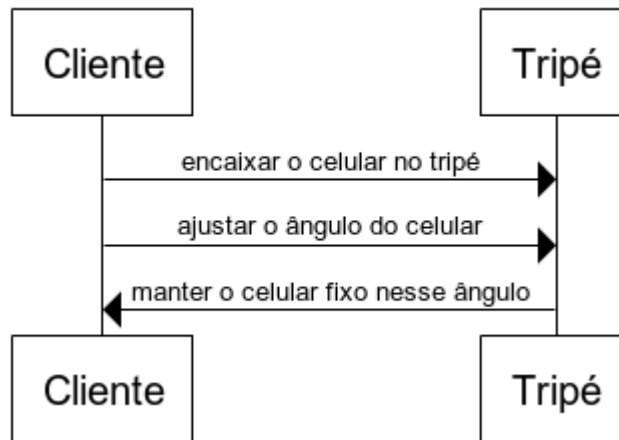 Cliente
Tripé
encaixar o celular no tripé
ajustar o ângulo do celular
manter o celular fixo nesse ângulo
Cliente
Tripé